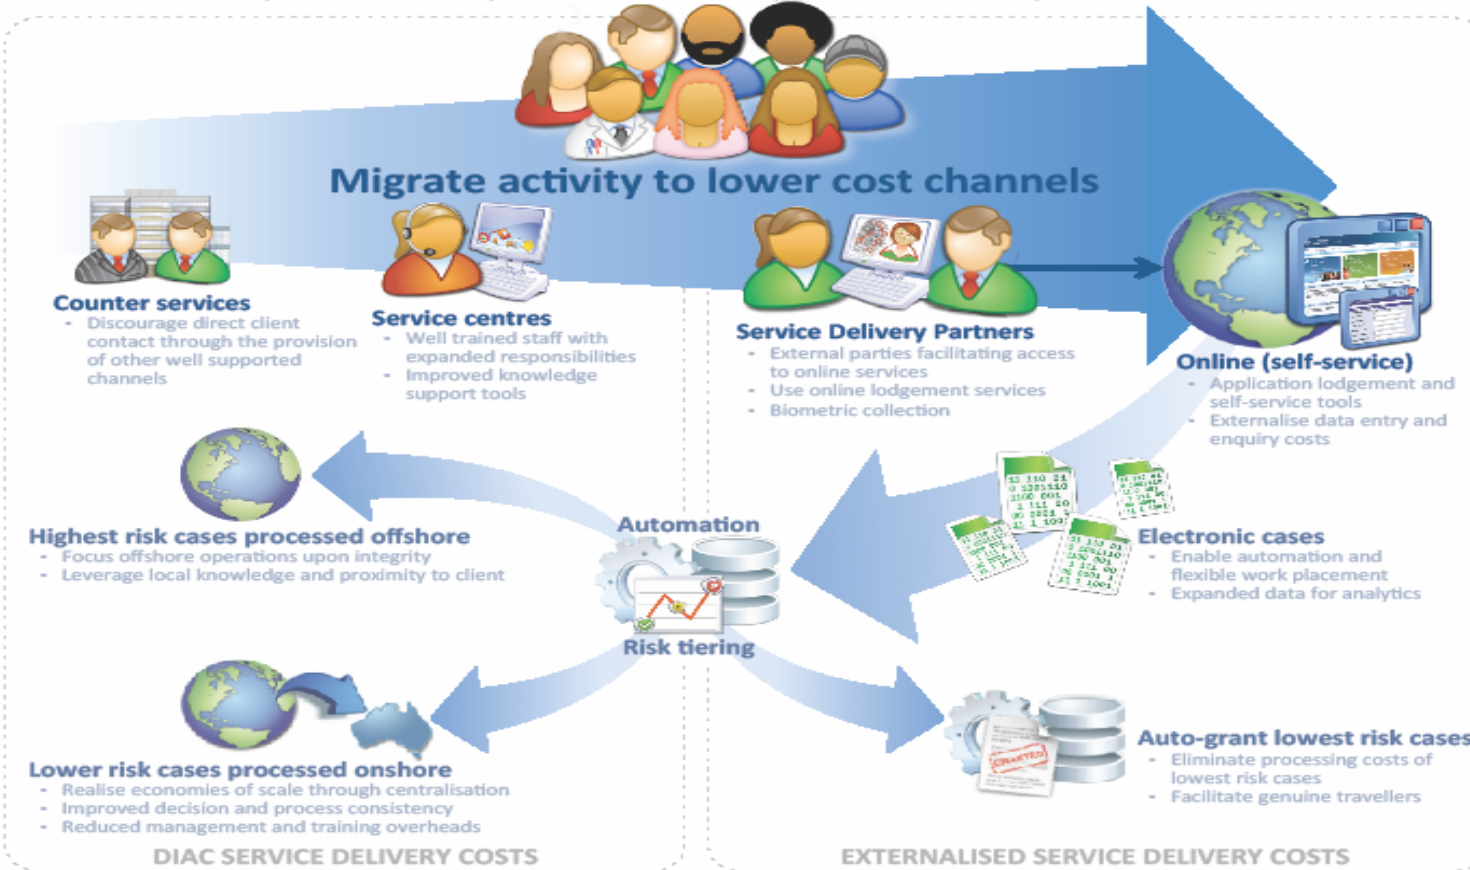 Migrate activity to lower cost channels
Counter services
- Discourage direct client
contact through the provision
of other well supported
channels
Service centres
- Well trained staff with
expanded responsibilities
- Improved knowledge
support tools
Service Delivery Partners
- External parties facilitating access
to online services
- Use online lodgement services
- Biometric collection
Online (self-service)
- Application lodgement and
self-service tools
- Externalise data entry and
enquiry costs
Highest risk cases processed offshore
- Focus offshore operations upon integrity
- Leverage local knowledge and proximity to client
Automation
Risk tiering
Electronic cases
- Enable automation and
flexible work placement
- Expanded data for analytics
Lower risk cases processed onshore
- Realise economies of scale through centralisation
- Improved decision and process consistency
- Reduced management and training overheads
GRANTED
Auto-grant lowest risk cases
- Eliminate processing costs of
lowest risk cases
- Facilitate genuine travellers
DIAC SERVICE DELIVERY COSTS
EXTERNALISED SERVICE DELIVERY COSTS